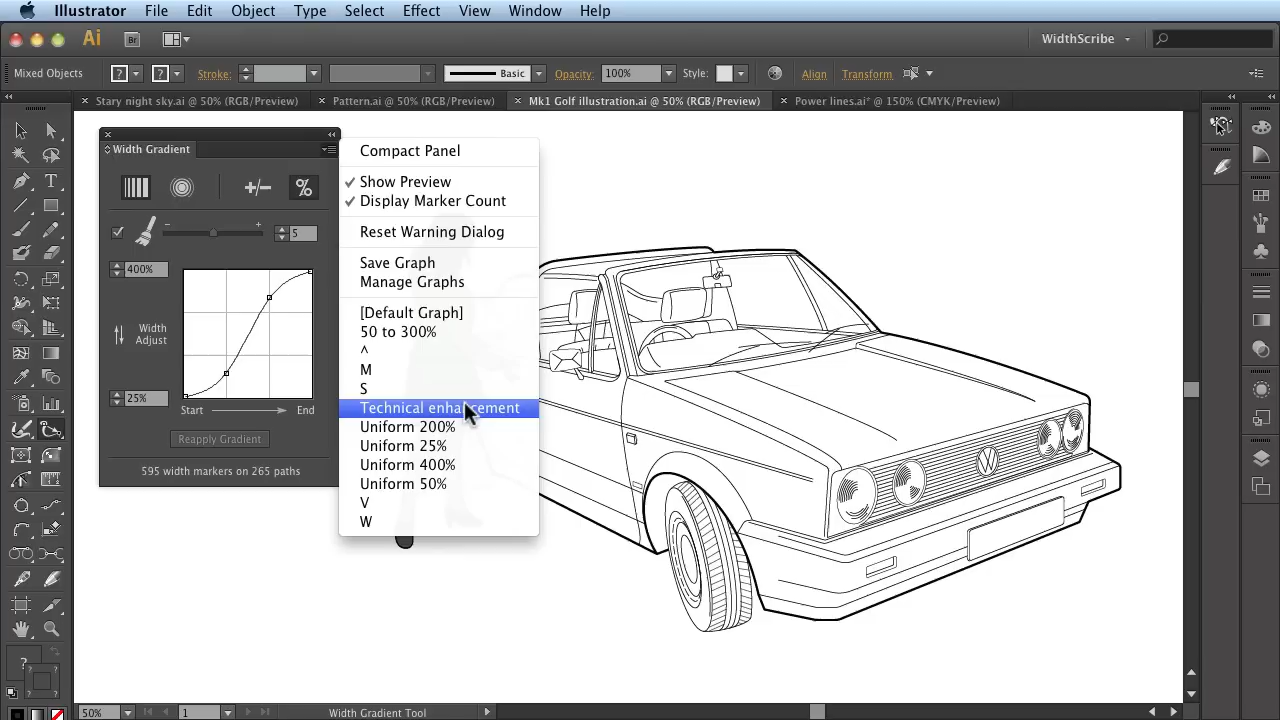 Illustrator File Edit Object Type Select Effect View Window Help
Ai Br WidthScribe
Mixed Objects ? ? Stroke: Basic Opacity: 100% Style: Align Transform
× Stary night sky.ai @ 50% (RGB/Preview) × Pattern.ai @ 50% (RGB/Preview) × Mk1 Golf illustration.ai @ 50% (RGB/Preview) × Power lines.ai* @ 150% (CMYK/Preview)
Width Gradient
+/− %
− + 5
400%
Width
Adjust
25%
Start End
Reapply Gradient
595 width markers on 265 paths
Compact Panel
✓ Show Preview
✓ Display Marker Count
Reset Warning Dialog
Save Graph
Manage Graphs
[Default Graph]
50 to 300%
^
M
S
Technical enhancement
Uniform 200%
Uniform 25%
Uniform 400%
Uniform 50%
V
W
T
?
50% 1 Width Gradient Tool